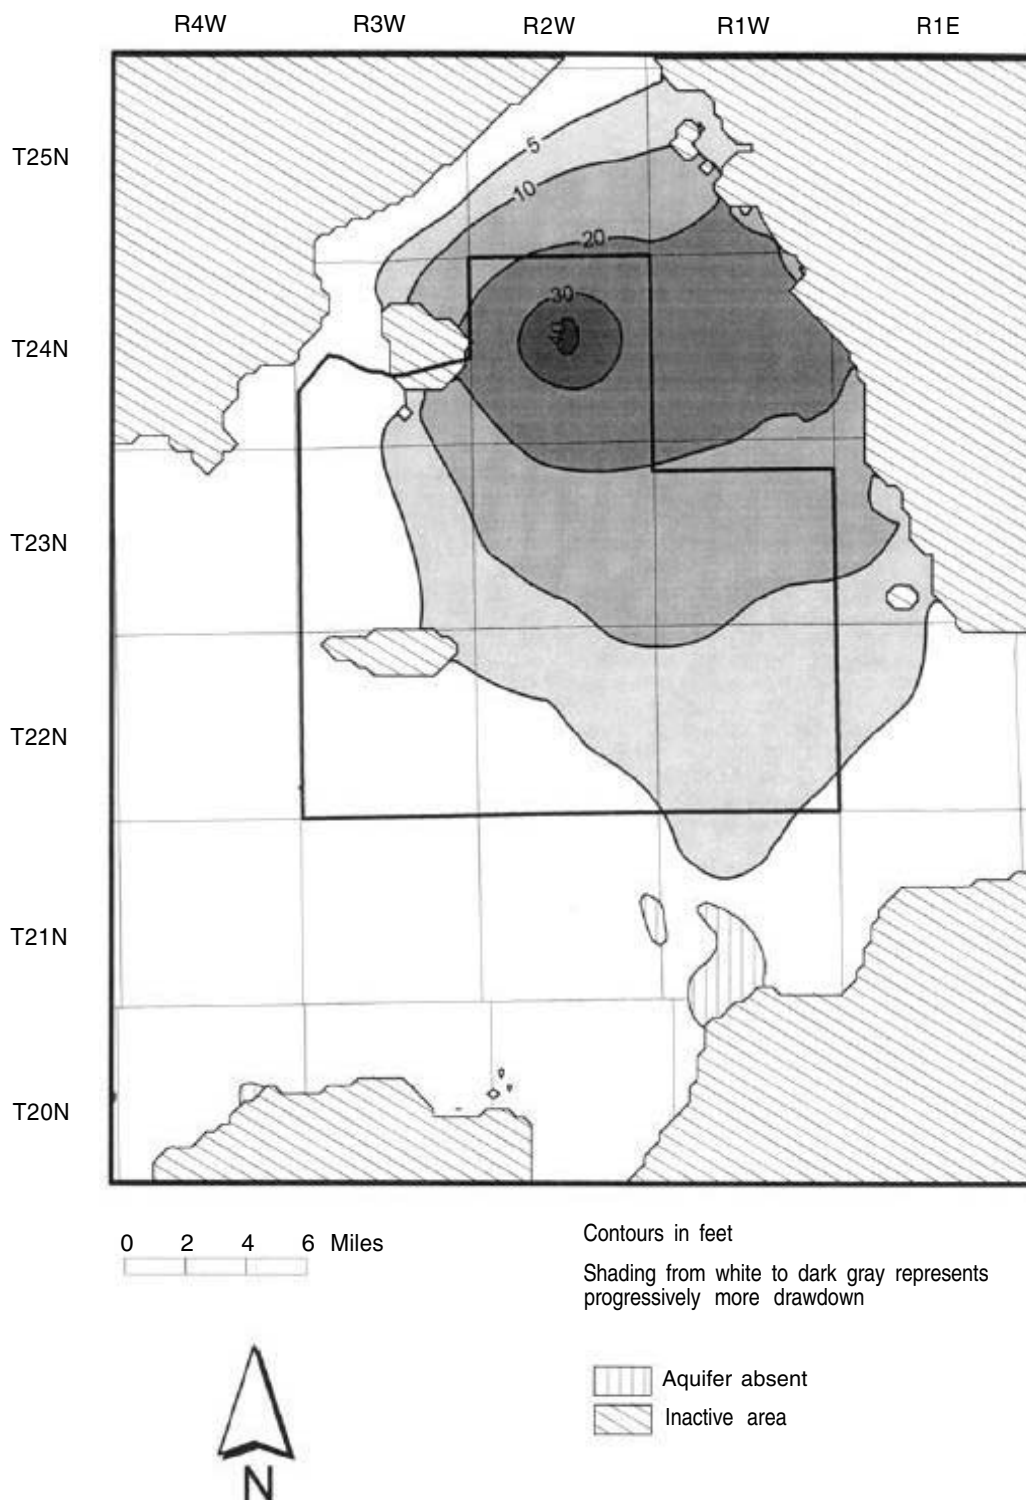 R4W R3W R2W R1W R1E
T25N
T24N
T23N
T22N
T21N
T20N
5
10
20
30
40
0 2 4 6 Miles
Contours in feet
Shading from white to dark gray represents
progressively more drawdown
Aquifer absent
Inactive area
N